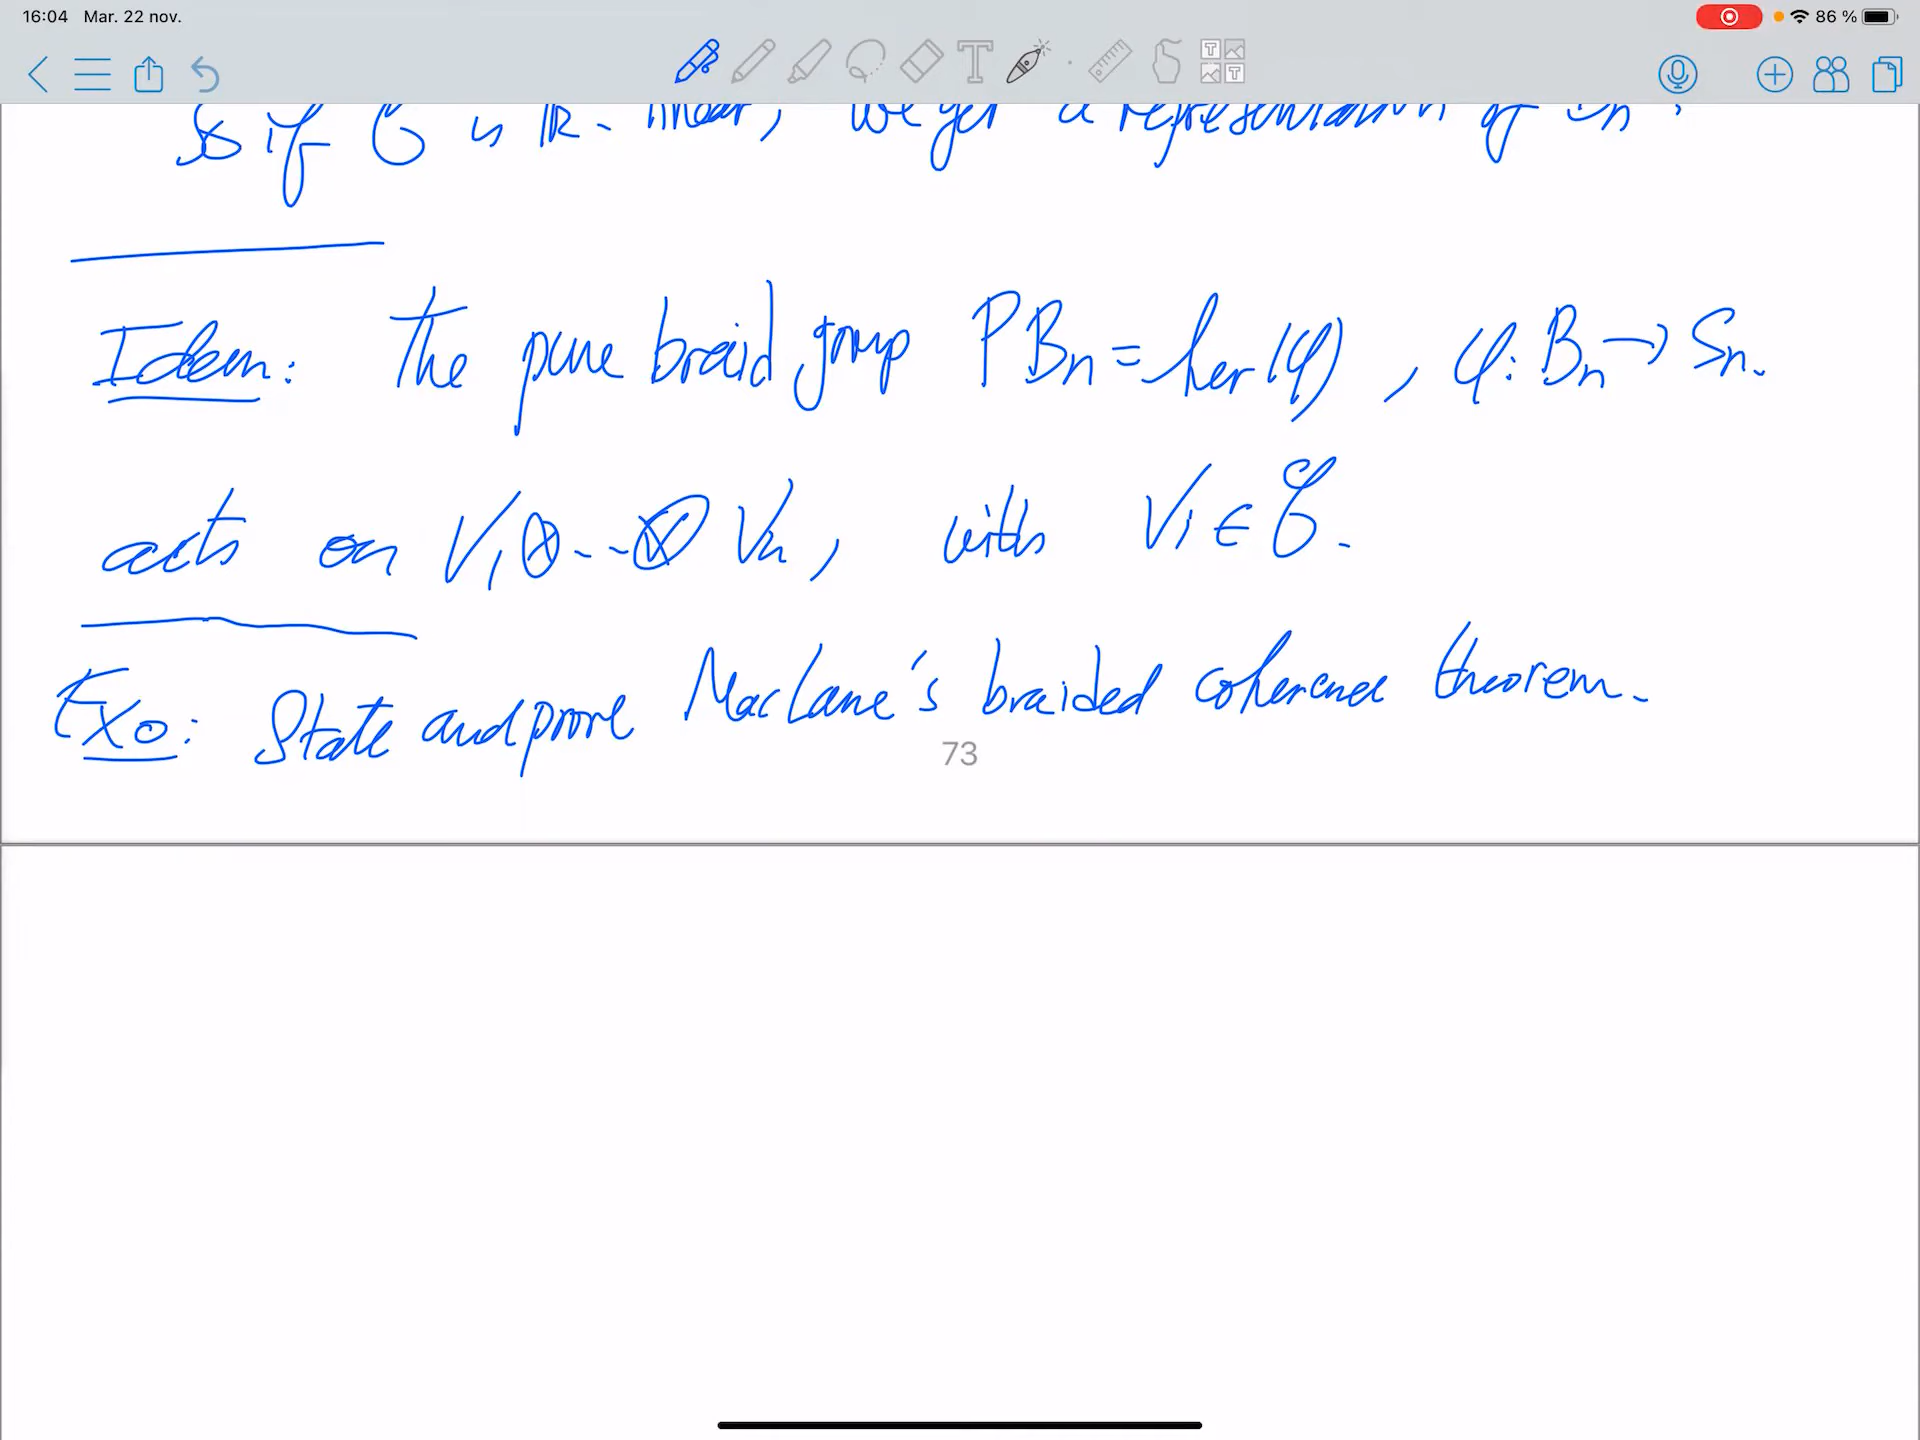 16:04 Mar. 22 nov.
86 %
So if C is k-linear, we get a representation of Bn.
Idem: The pure braid group PBn = ker(φ), φ: Bn → Sn.
acts on V1⊗--⊗Vn, with Vi ∈ C.
Exo: State and prove MacLane's braided coherence theorem.
73